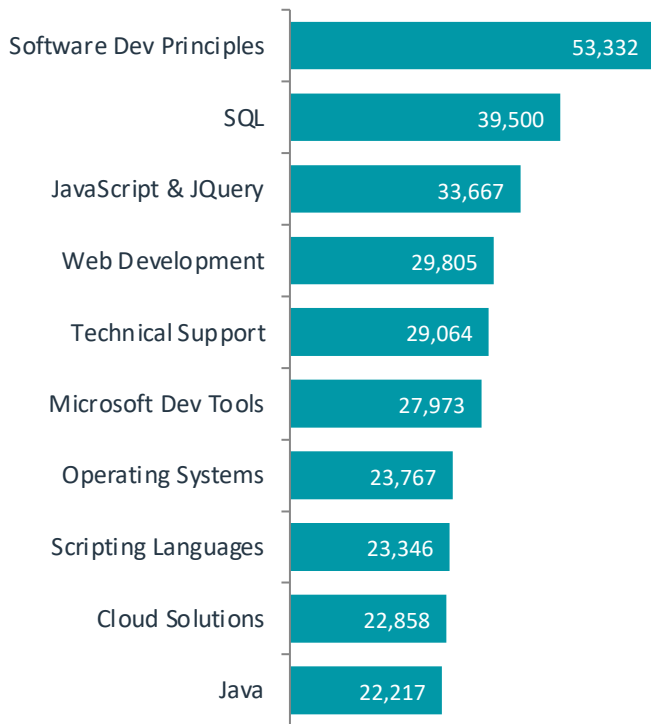 Software Dev Principles 53,332
SQL 39,500
JavaScript & JQuery 33,667
Web Development 29,805
Technical Support 29,064
Microsoft Dev Tools 27,973
Operating Systems 23,767
Scripting Languages 23,346
Cloud Solutions 22,858
Java 22,217